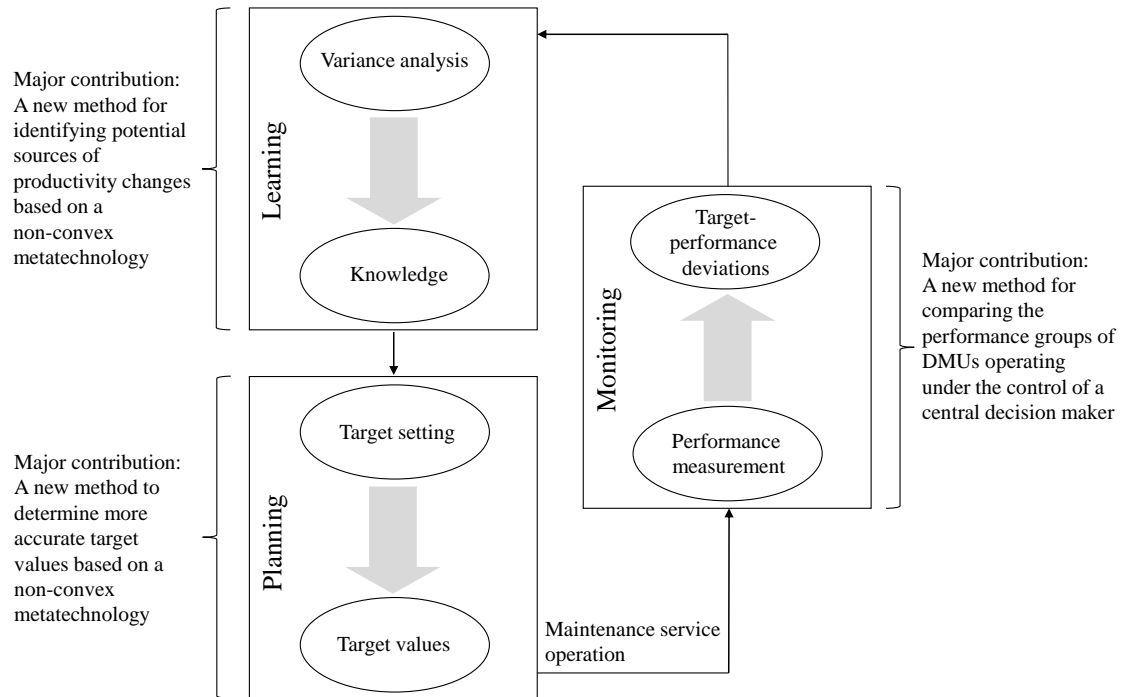 Major contribution:
A new method for
identifying potential
sources of
productivity changes
based on a
non-convex
metatechnology
Learning
Variance analysis
Knowledge
Major contribution:
A new method to
determine more
accurate target
values based on a
non-convex
metatechnology
Planning
Target setting
Target values
Maintenance service
operation
Monitoring
Target-
performance
deviations
Performance
measurement
Major contribution:
A new method for
comparing the
performance groups of
DMUs operating
under the control of a
central decision maker